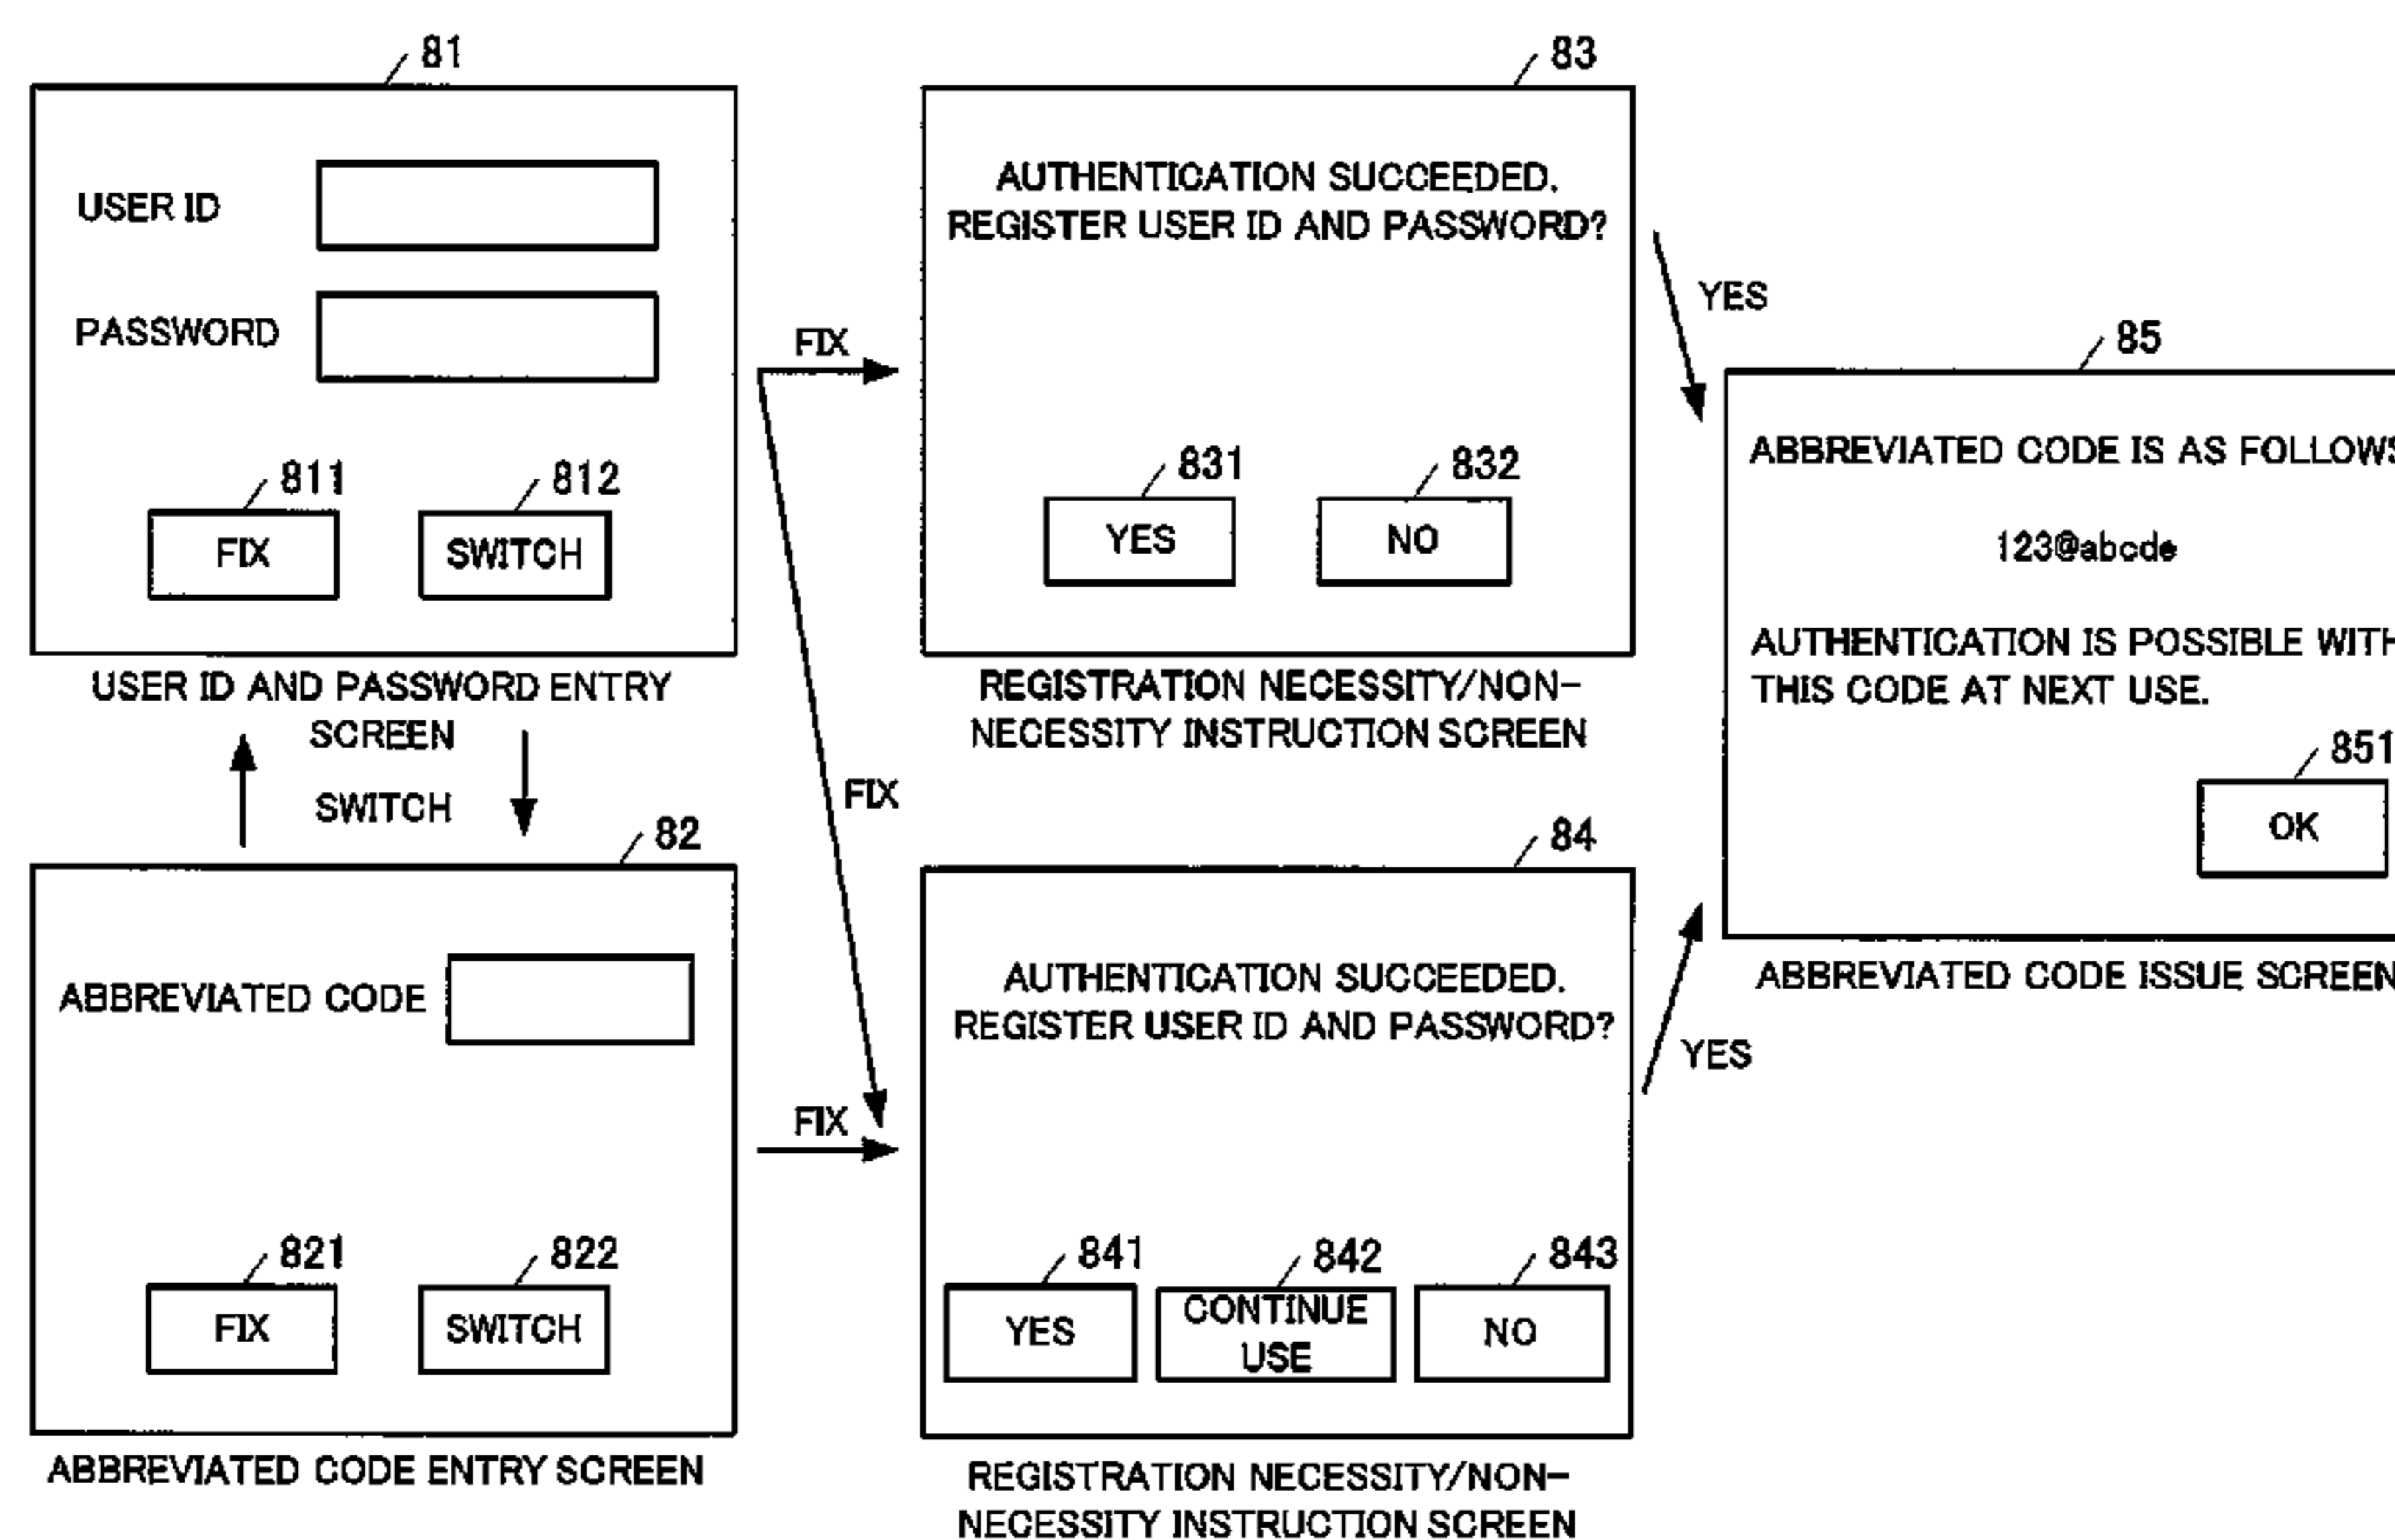 81
USER ID
PASSWORD
811
812
FIX
SWITCH
USER ID AND PASSWORD ENTRY
SCREEN
SWITCH
82
ABBREVIATED CODE
821
822
FIX
SWITCH
ABBREVIATED CODE ENTRY SCREEN
FIX
FIX
FIX
83
AUTHENTICATION SUCCEEDED.
REGISTER USER ID AND PASSWORD?
831
832
YES
NO
REGISTRATION NECESSITY/NON-
NECESSITY INSTRUCTION SCREEN
84
AUTHENTICATION SUCCEEDED.
REGISTER USER ID AND PASSWORD?
841
842
843
YES
CONTINUE
USE
NO
REGISTRATION NECESSITY/NON-
NECESSITY INSTRUCTION SCREEN
YES
YES
85
ABBREVIATED CODE IS AS FOLLOWS
123@abcde
AUTHENTICATION IS POSSIBLE WITH
THIS CODE AT NEXT USE.
851
OK
ABBREVIATED CODE ISSUE SCREEN